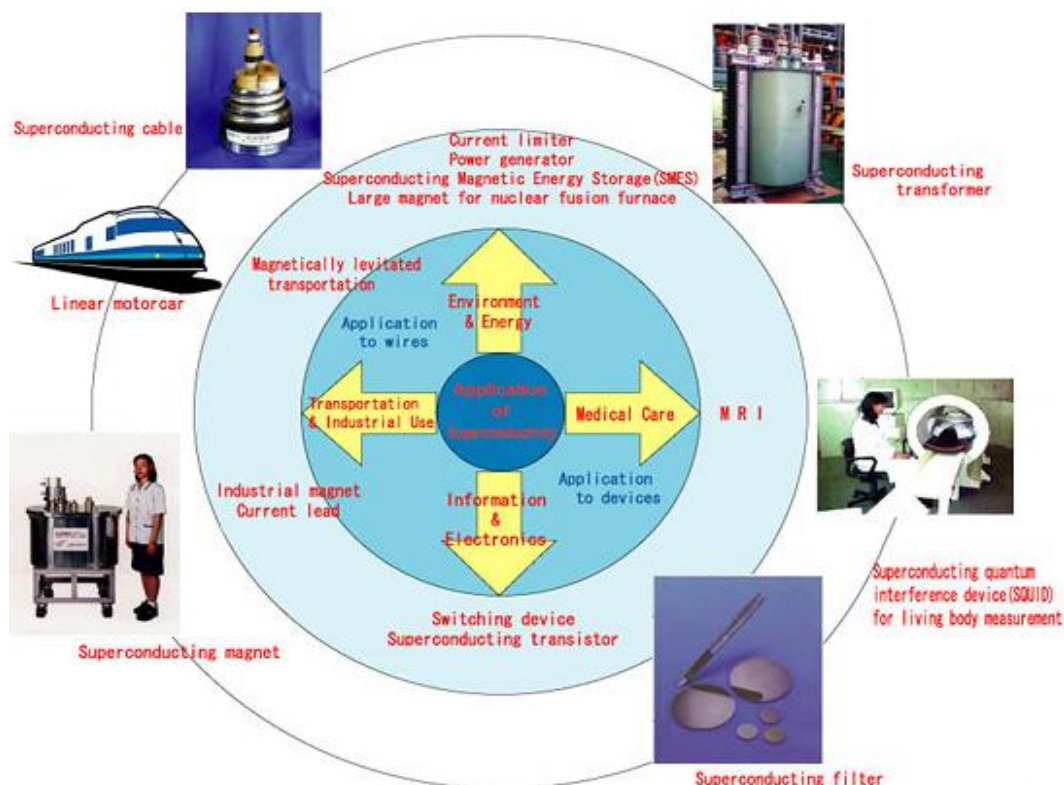 Superconducting cable
Current limiter
Power generator
Superconducting Magnetic Energy Storage(SMES)
Large magnet for nuclear fusion furnace
Superconducting
transformer
Magnetically levitated
transportation
Linear motorcar
Environment
& Energy
Application
to wires
Transportation
& Industrial Use
Application
of
Superconductivity
Medical Care
M R I
Industrial magnet
Current lead
Information
&
Electronics
Application
to devices
Superconducting quantum
interference device(SQUID)
for living body measurement
Switching device
Superconducting transistor
Superconducting magnet
Superconducting filter